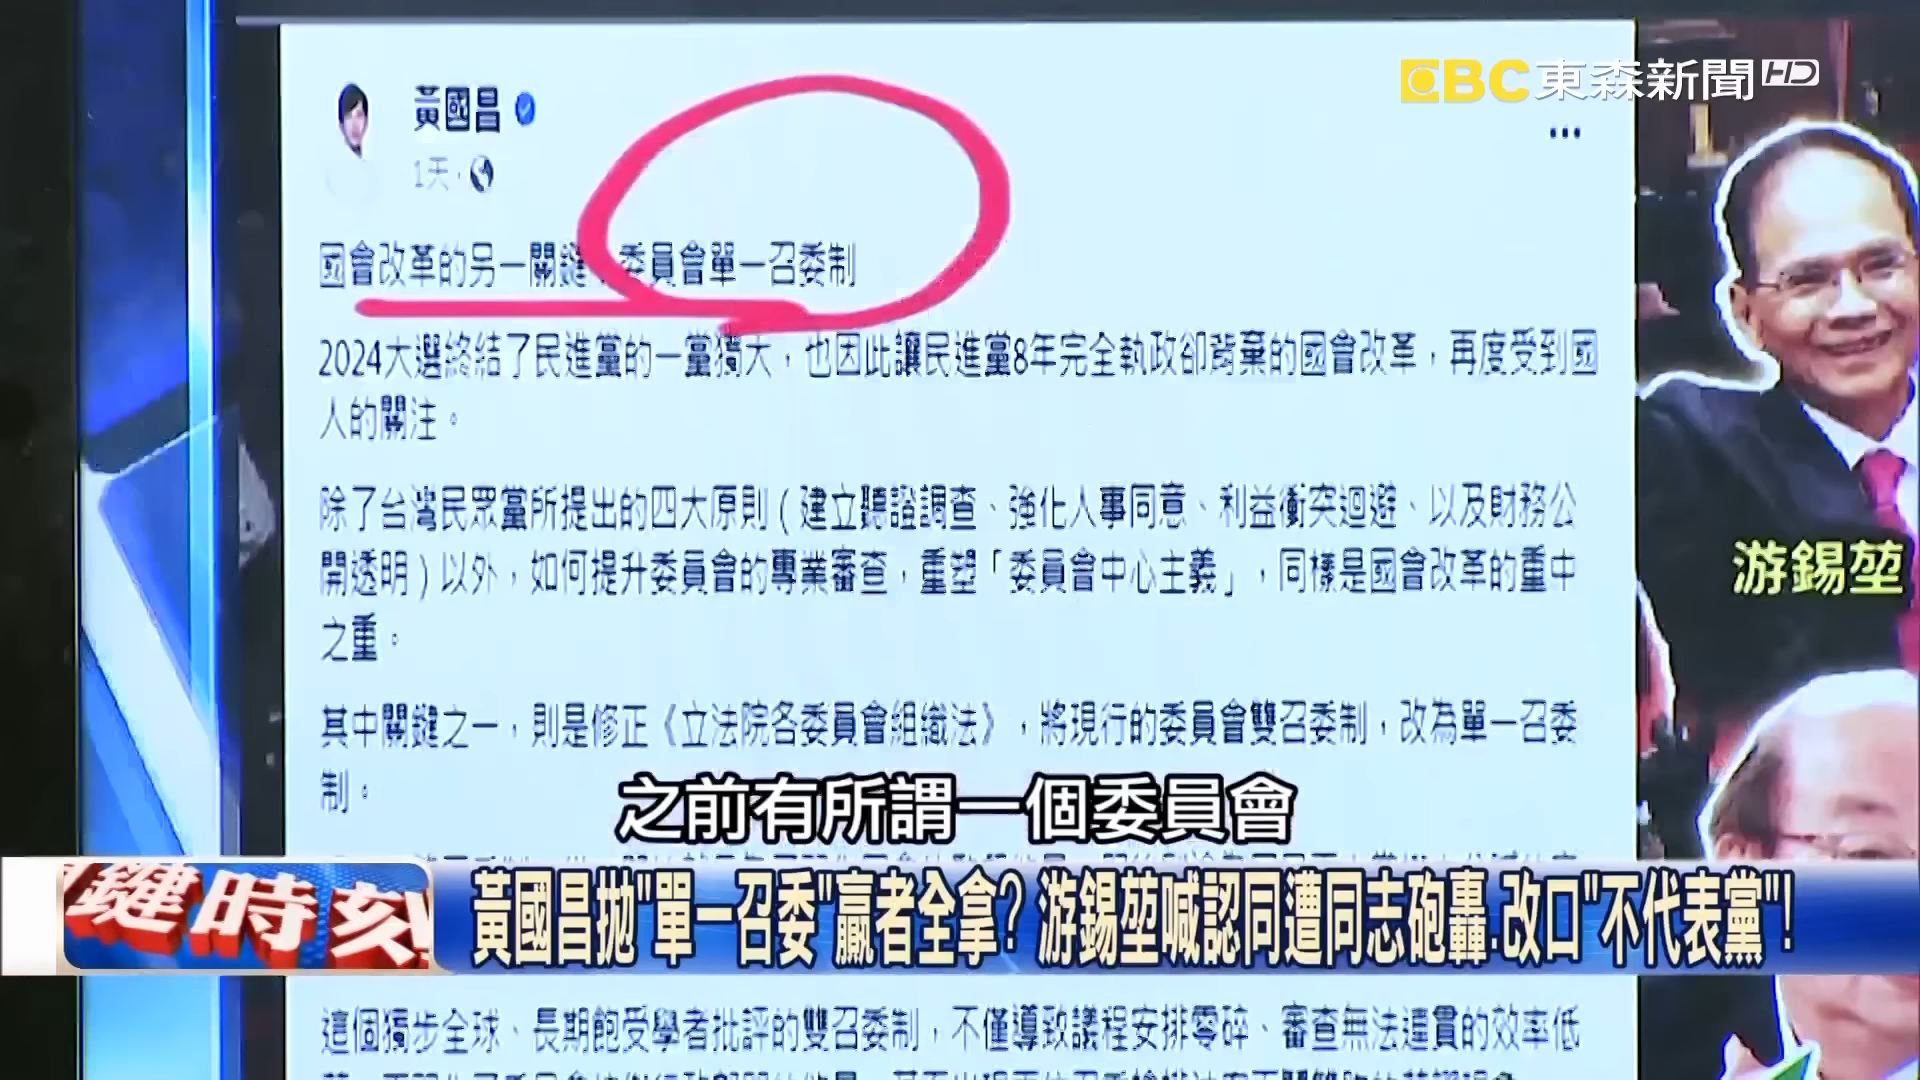 EBC 東森新聞 HD
黃國昌
1天
國會改革的另一關鍵：委員會單一召委制
2024大選終結了民進黨的一黨獨大，也因此讓民進黨8年完全執政卻背棄的國會改革，再度受到國
人的關注。
除了台灣民眾黨所提出的四大原則（建立聽證調查、強化人事同意、利益衝突迴避、以及財務公
開透明）以外，如何提升委員會的專業審查，重塑「委員會中心主義」，同樣是國會改革的重中
之重。
游錫堃
其中關鍵之一，則是修正《立法院各委員會組織法》，將現行的委員會雙召委制，改為單一召委
制。
之前有所謂一個委員會
鍵時刻
黃國昌拋"單一召委"贏者全拿? 游錫堃喊認同遭同志砲轟.改口"不代表黨"!
這個獨步全球、長期飽受學者批評的雙召委制，不僅導致議程安排零碎、審查無法連貫的效率低